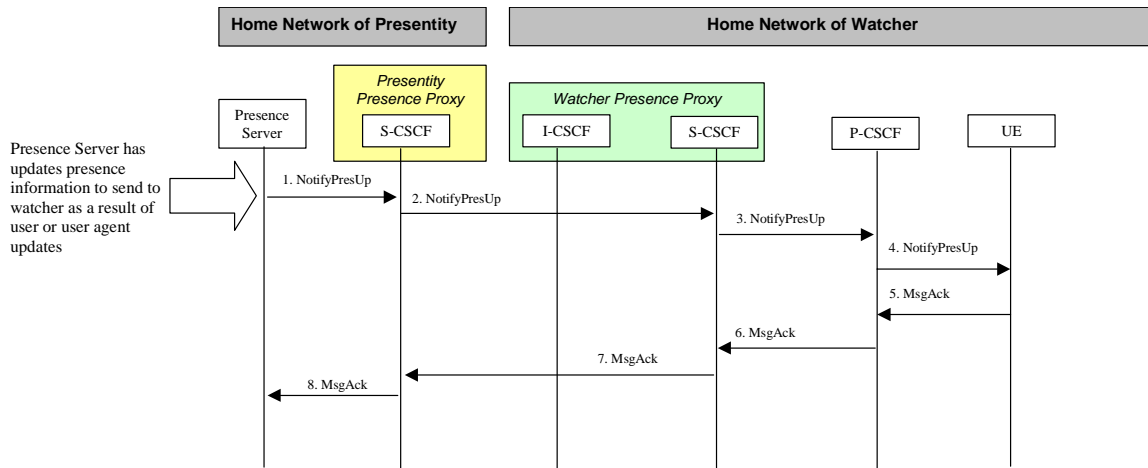 Home Network of Presentity
Home Network of Watcher
Presentity
Presence Proxy
Watcher Presence Proxy
Presence
Server
S-CSCF
I-CSCF
S-CSCF
P-CSCF
UE
Presence Server has
updates presence
information to send to
watcher as a result of
user or user agent
updates
1. NotifyPresUp
2. NotifyPresUp
3. NotifyPresUp
4. NotifyPresUp
5. MsgAck
6. MsgAck
7. MsgAck
8. MsgAck